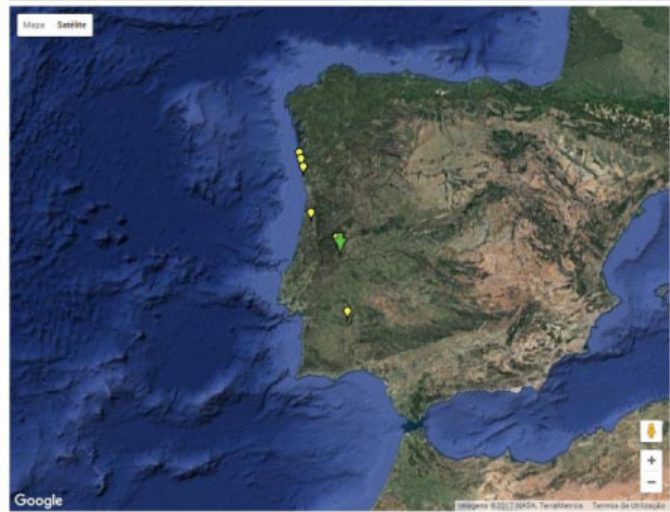 Mapa Satélite
+
−
Google
Imagens ©2017 NASA, TerraMetrics Termos de Utilização